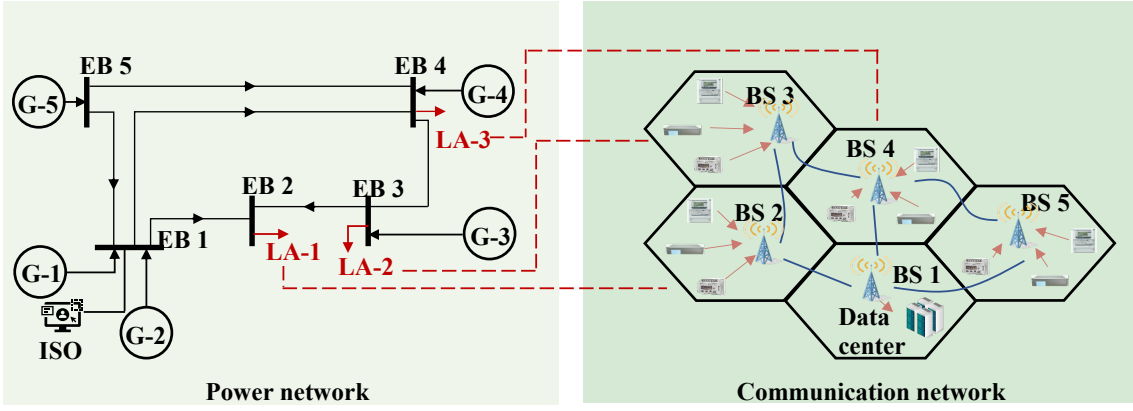 EB 5
EB 4
G-5
G-4
LA-3
EB 2
EB 3
EB 1
LA-1
LA-2
G-3
G-1
G-2
ISO
Power network
BS 3
BS 4
BS 2
BS 5
BS 1
Data
center
Communication network